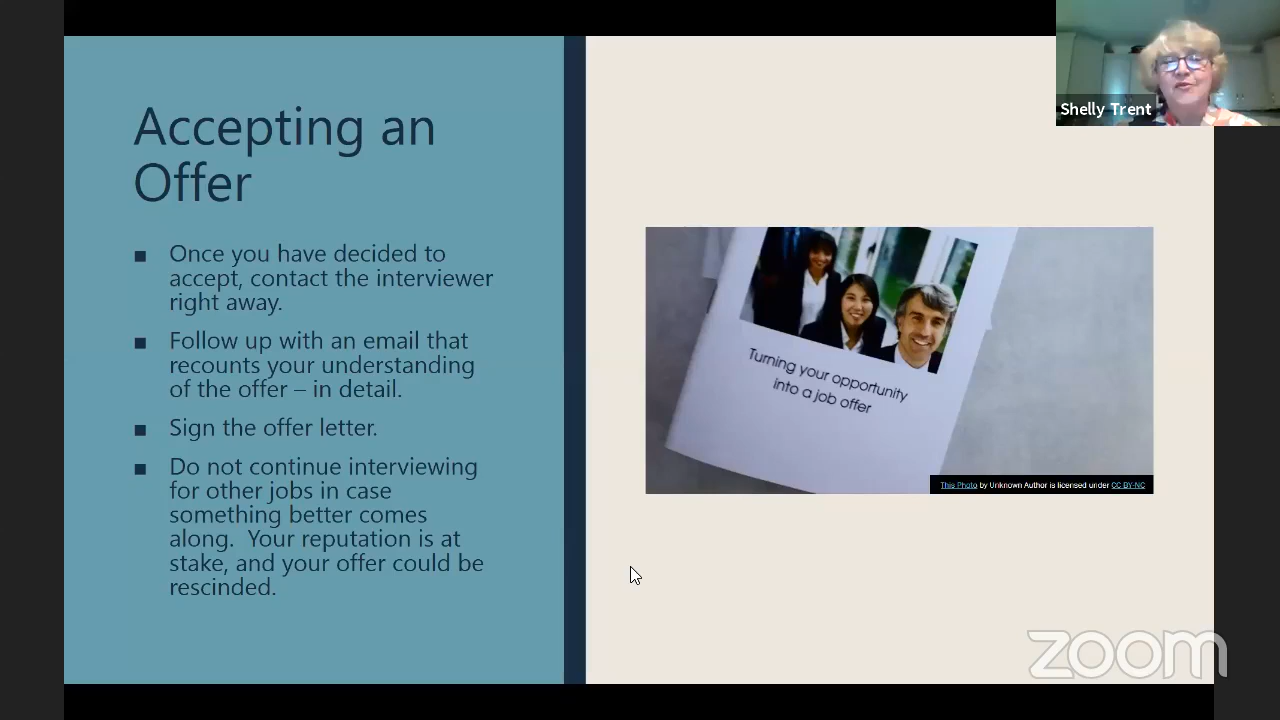 Accepting an
Offer
■ Once you have decided to
accept, contact the interviewer
right away.
■ Follow up with an email that
recounts your understanding
of the offer – in detail.
■ Sign the offer letter.
■ Do not continue interviewing
for other jobs in case
something better comes
along.  Your reputation is at
stake, and your offer could be
rescinded.
Turning your opportunity
into a job offer
This Photo by Unknown Author is licensed under CC BY-NC
Shelly Trent
zoom